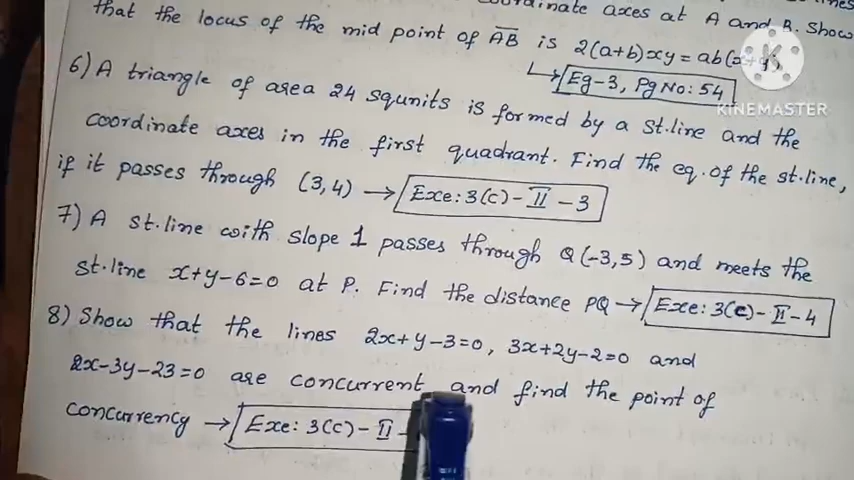 coordinate axes at A and B. Show
that the locus of the mid point of AB is 2(a+b)xy = ab(x+y)
Eg-3, Pg No: 54
KINEMASTER
6) A triangle of area 24 squnits is formed by a st.line and the
coordinate axes in the first quadrant. Find the eq. of the st.line,
if it passes through (3,4) → Exe: 3(c)- II -3
7) A st.line with slope 1 passes through Q(-3,5) and meets the
st.line x+y-6=0 at P. Find the distance PQ → Exe: 3(c)- II -4
8) Show that the lines 2x+y-3=0, 3x+2y-2=0 and
2x-3y-23=0 are concurrent and find the point of
concurrency → Exe: 3(c)- II -